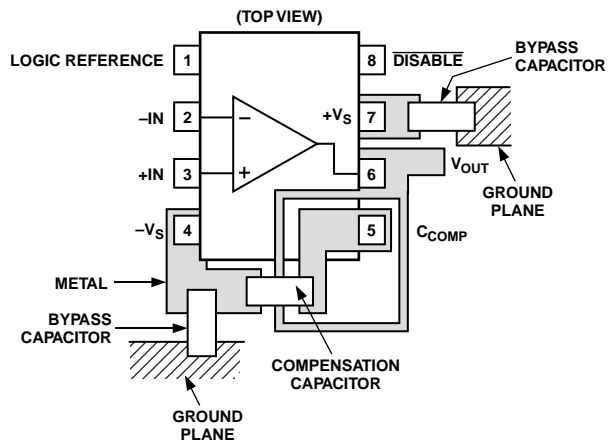 (TOP VIEW)
LOGIC REFERENCE 1
8 DISABLE
BYPASS
CAPACITOR
–IN 2
–
+VS 7
+IN 3
+
6
VOUT
GROUND
PLANE
–VS 4
5
CCOMP
METAL
BYPASS
CAPACITOR
COMPENSATION
CAPACITOR
GROUND
PLANE